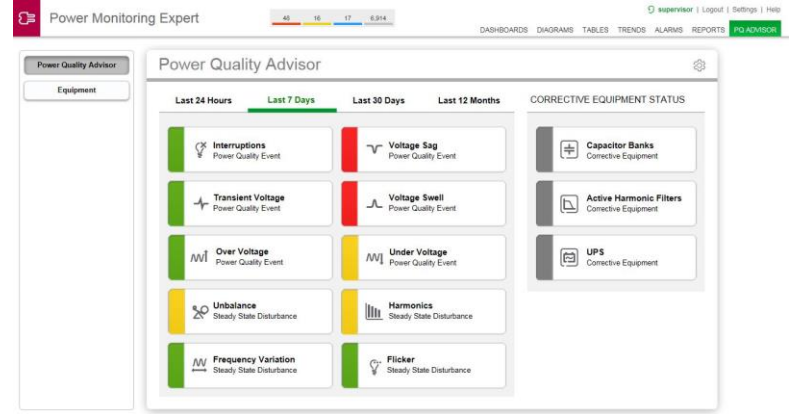 Power Monitoring Expert
48 16 17 6,914
supervisor | Logout | Settings | Help
DASHBOARDS DIAGRAMS TABLES TRENDS ALARMS REPORTS PQ ADVISOR
Power Quality Advisor
Equipment
Power Quality Advisor
Last 24 Hours Last 7 Days Last 30 Days Last 12 Months
CORRECTIVE EQUIPMENT STATUS
Interruptions
Power Quality Event
Voltage Sag
Power Quality Event
Capacitor Banks
Corrective Equipment
Transient Voltage
Power Quality Event
Voltage Swell
Power Quality Event
Active Harmonic Filters
Corrective Equipment
Over Voltage
Power Quality Event
Under Voltage
Power Quality Event
UPS
Corrective Equipment
Unbalance
Steady State Disturbance
Harmonics
Steady State Disturbance
Frequency Variation
Steady State Disturbance
Flicker
Steady State Disturbance